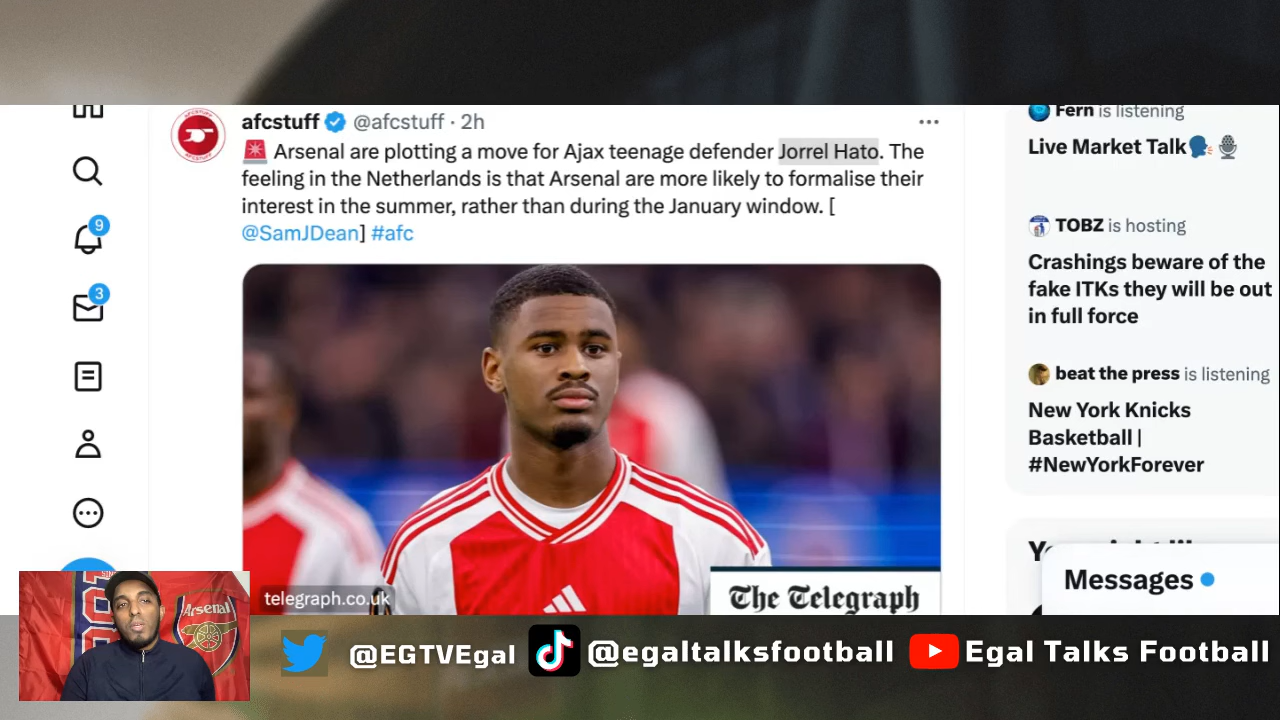 afcstuff @afcstuff · 2h
🚨 Arsenal are plotting a move for Ajax teenage defender Jorrel Hato. The
feeling in the Netherlands is that Arsenal are more likely to formalise their
interest in the summer, rather than during the January window. [
@SamJDean] #afc
telegraph.co.uk
The Telegraph
9
3
Fern is listening
Live Market Talk🗣️🎙️
TOBZ is hosting
Crashings beware of the
fake ITKs they will be out
in full force
beat the press is listening
New York Knicks
Basketball |
#NewYorkForever
Messages
Arsenal
@EGTVEgal
@egaltalksfootball
Egal Talks Football